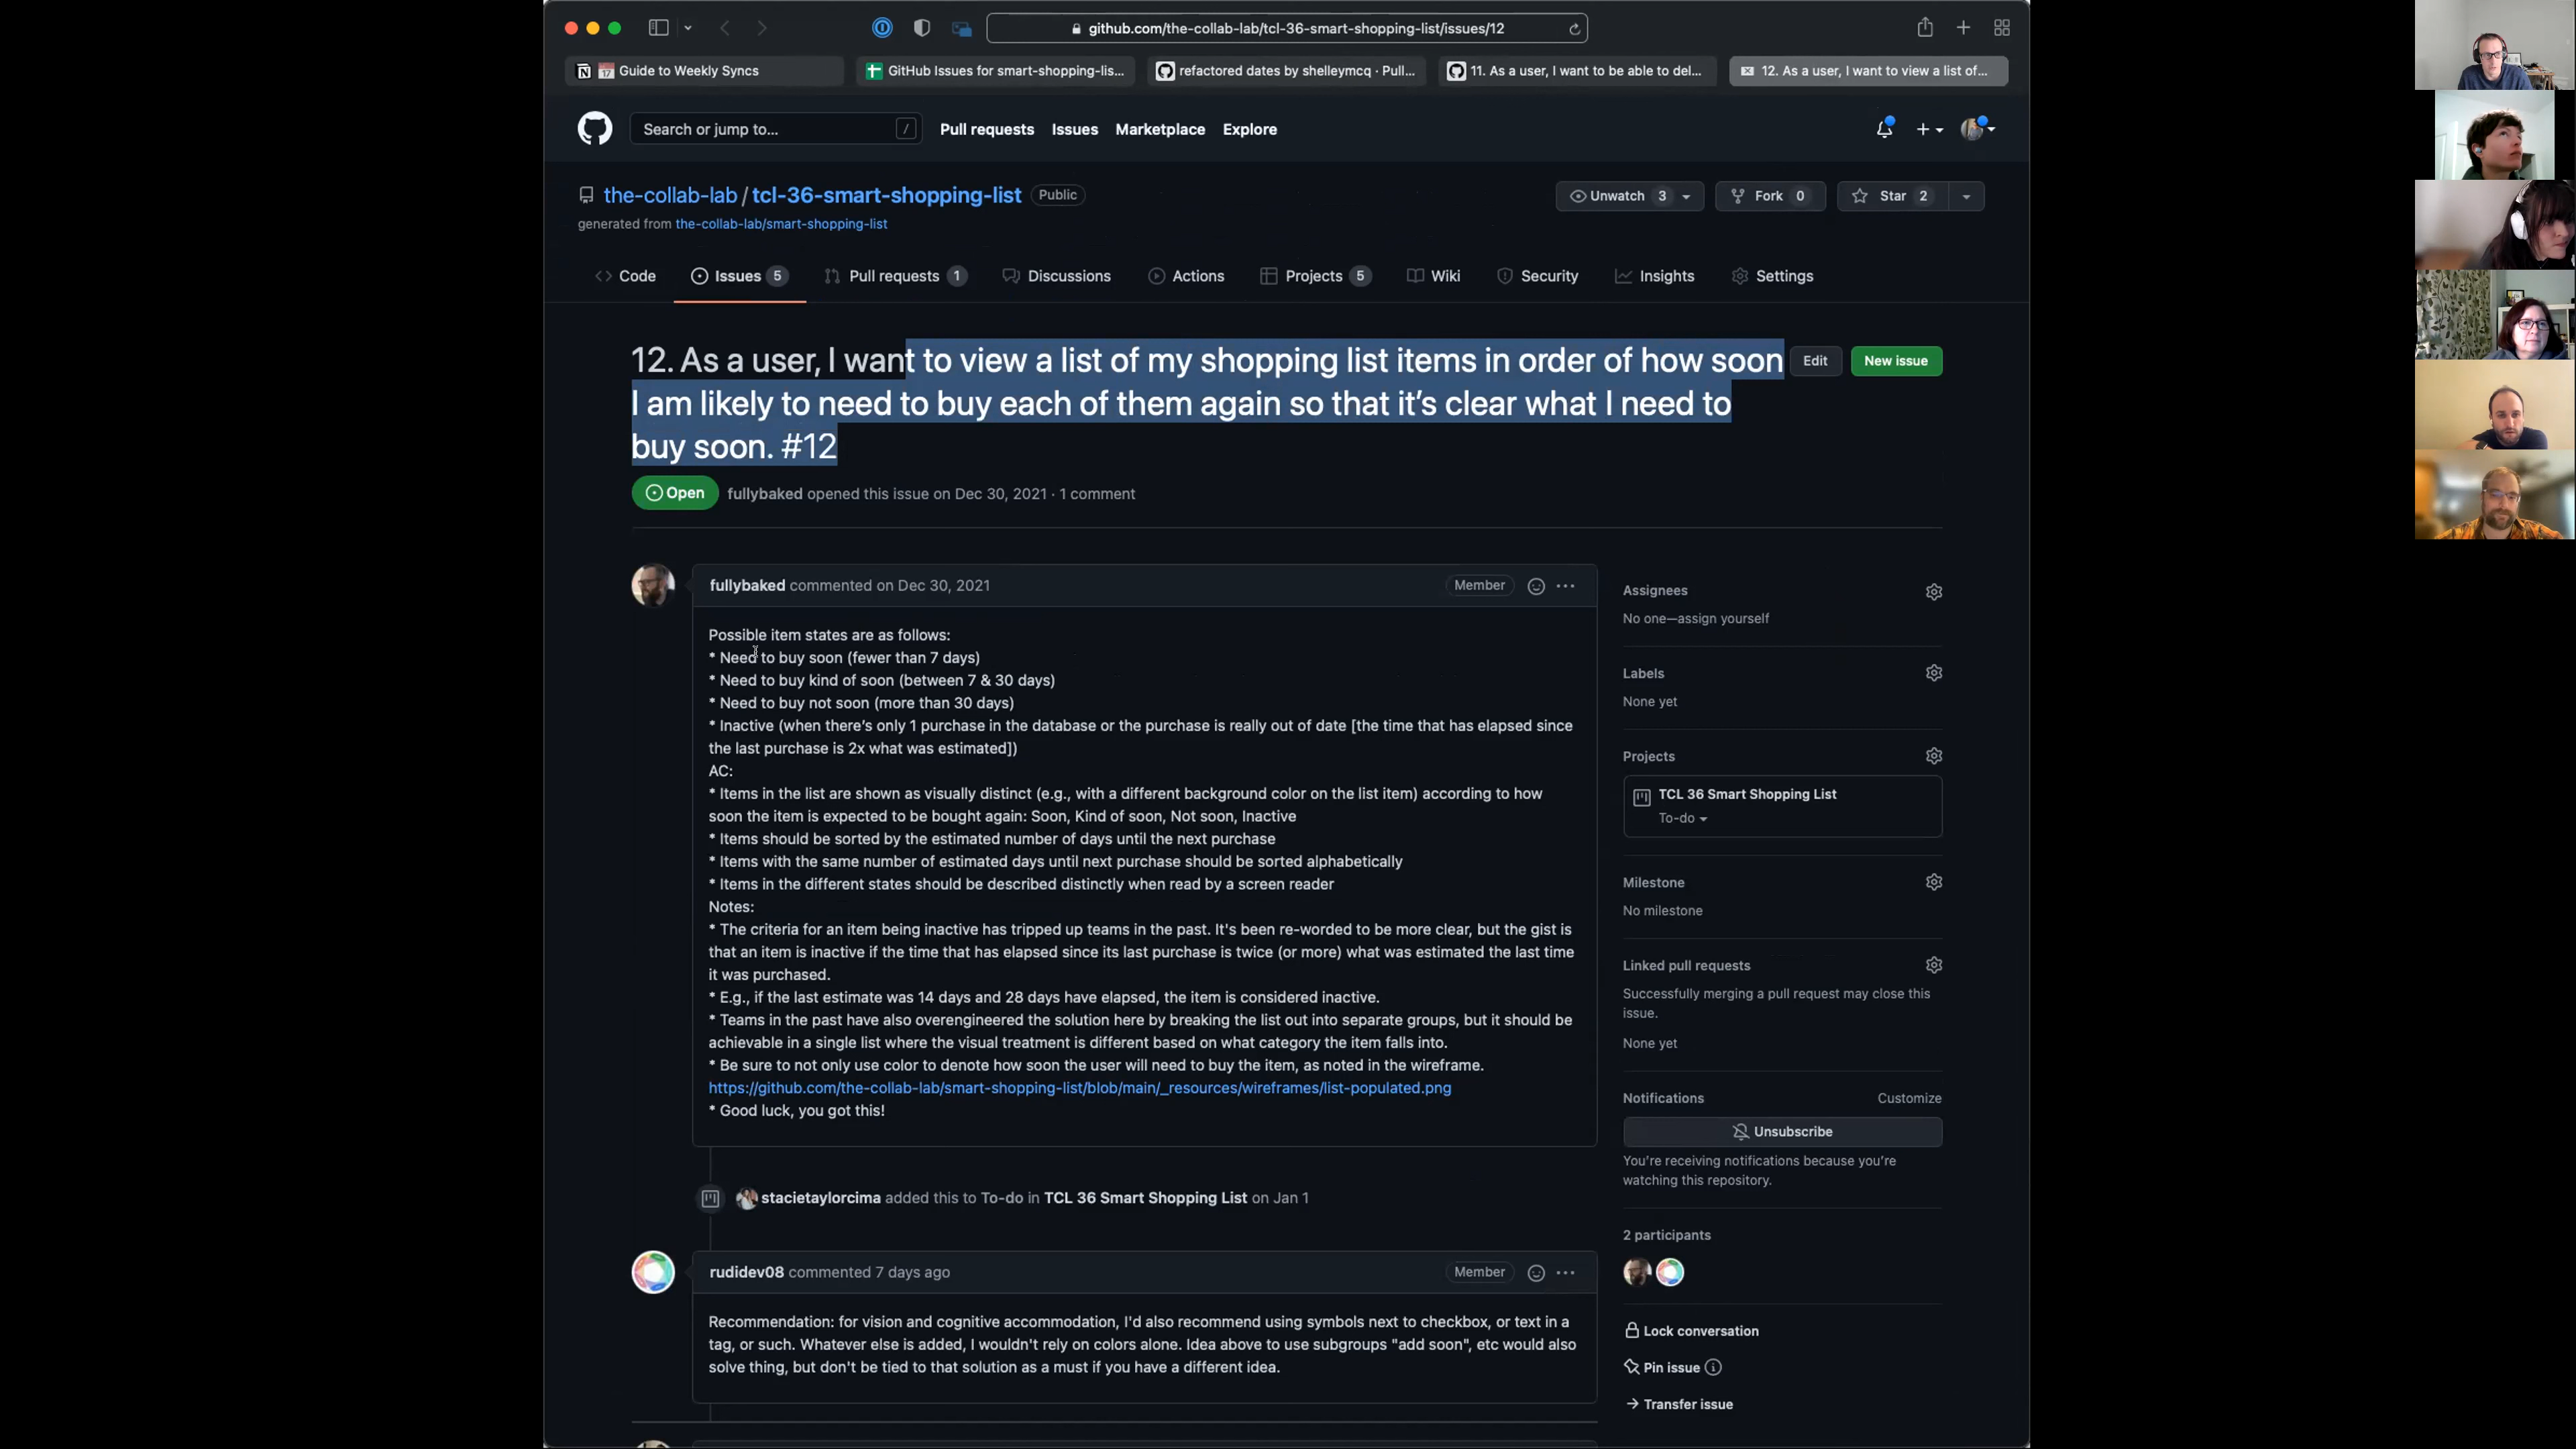 github.com/the-collab-lab/tcl-36-smart-shopping-list/issues/12
Guide to Weekly Syncs
GitHub Issues for smart-shopping-lis...
refactored dates by shelleymcq · Pull...
11. As a user, I want to be able to del...
12. As a user, I want to view a list of...
Search or jump to...
/
Pull requests
Issues
Marketplace
Explore
the-collab-lab / tcl-36-smart-shopping-list
Public
Unwatch 3
Fork 0
Star 2
generated from the-collab-lab/smart-shopping-list
Code
Issues 5
Pull requests 1
Discussions
Actions
Projects 5
Wiki
Security
Insights
Settings
12. As a user, I want to view a list of my shopping list items in order of how soon
I am likely to need to buy each of them again so that it’s clear what I need to
buy soon. #12
Edit
New issue
Open
fullybaked opened this issue on Dec 30, 2021 · 1 comment
fullybaked commented on Dec 30, 2021
Member
Possible item states are as follows:
* Need to buy soon (fewer than 7 days)
* Need to buy kind of soon (between 7 & 30 days)
* Need to buy not soon (more than 30 days)
* Inactive (when there’s only 1 purchase in the database or the purchase is really out of date [the time that has elapsed since
the last purchase is 2x what was estimated])
AC:
* Items in the list are shown as visually distinct (e.g., with a different background color on the list item) according to how
soon the item is expected to be bought again: Soon, Kind of soon, Not soon, Inactive
* Items should be sorted by the estimated number of days until the next purchase
* Items with the same number of estimated days until next purchase should be sorted alphabetically
* Items in the different states should be described distinctly when read by a screen reader
Notes:
* The criteria for an item being inactive has tripped up teams in the past. It's been re-worded to be more clear, but the gist is
that an item is inactive if the time that has elapsed since its last purchase is twice (or more) what was estimated the last time
it was purchased.
* E.g., if the last estimate was 14 days and 28 days have elapsed, the item is considered inactive.
* Teams in the past have also overengineered the solution here by breaking the list out into separate groups, but it should be
achievable in a single list where the visual treatment is different based on what category the item falls into.
* Be sure to not only use color to denote how soon the user will need to buy the item, as noted in the wireframe.
https://github.com/the-collab-lab/smart-shopping-list/blob/main/_resources/wireframes/list-populated.png
* Good luck, you got this!
stacietaylorcima added this to To-do in TCL 36 Smart Shopping List on Jan 1
rudidev08 commented 7 days ago
Member
Recommendation: for vision and cognitive accommodation, I'd also recommend using symbols next to checkbox, or text in a
tag, or such. Whatever else is added, I wouldn't rely on colors alone. Idea above to use subgroups "add soon", etc would also
solve thing, but don't be tied to that solution as a must if you have a different idea.
Assignees
No one—assign yourself
Labels
None yet
Projects
TCL 36 Smart Shopping List
To-do
Milestone
No milestone
Linked pull requests
Successfully merging a pull request may close this
issue.
None yet
Notifications
Customize
Unsubscribe
You’re receiving notifications because you’re
watching this repository.
2 participants
Lock conversation
Pin issue
Transfer issue